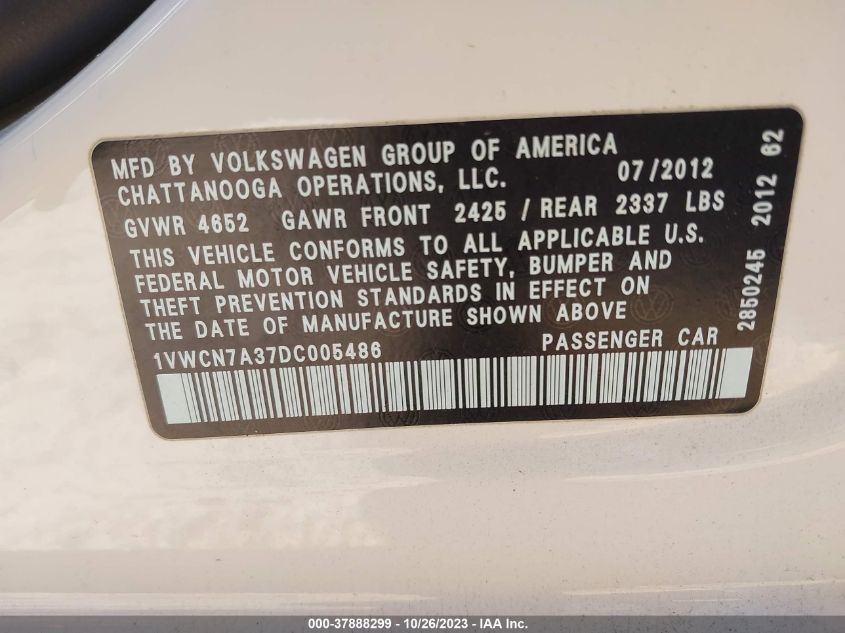 MFD BY VOLKSWAGEN GROUP OF AMERICA
CHATTANOOGA OPERATIONS, LLC. 07/2012
GVWR 4652 GAWR FRONT 2425 / REAR 2337 LBS
THIS VEHICLE CONFORMS TO ALL APPLICABLE U.S.
FEDERAL MOTOR VEHICLE SAFETY, BUMPER AND
THEFT PREVENTION STANDARDS IN EFFECT ON
THE DATE OF MANUFACTURE SHOWN ABOVE
1VWCN7A37DC005486 PASSENGER CAR
2850245 2012 62
000-37888299 - 10/26/2023 - IAA Inc.